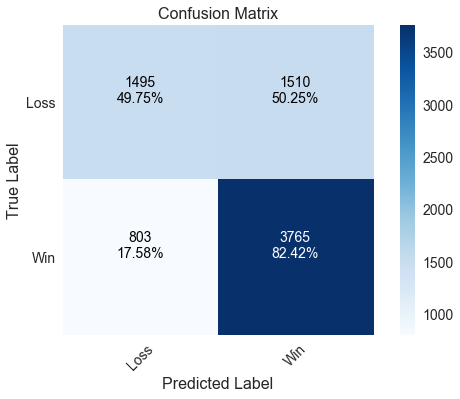 Confusion Matrix
True Label
Loss
1495
49.75%
1510
50.25%
Win
803
17.58%
3765
82.42%
Loss
Win
Predicted Label
3500
3000
2500
2000
1500
1000